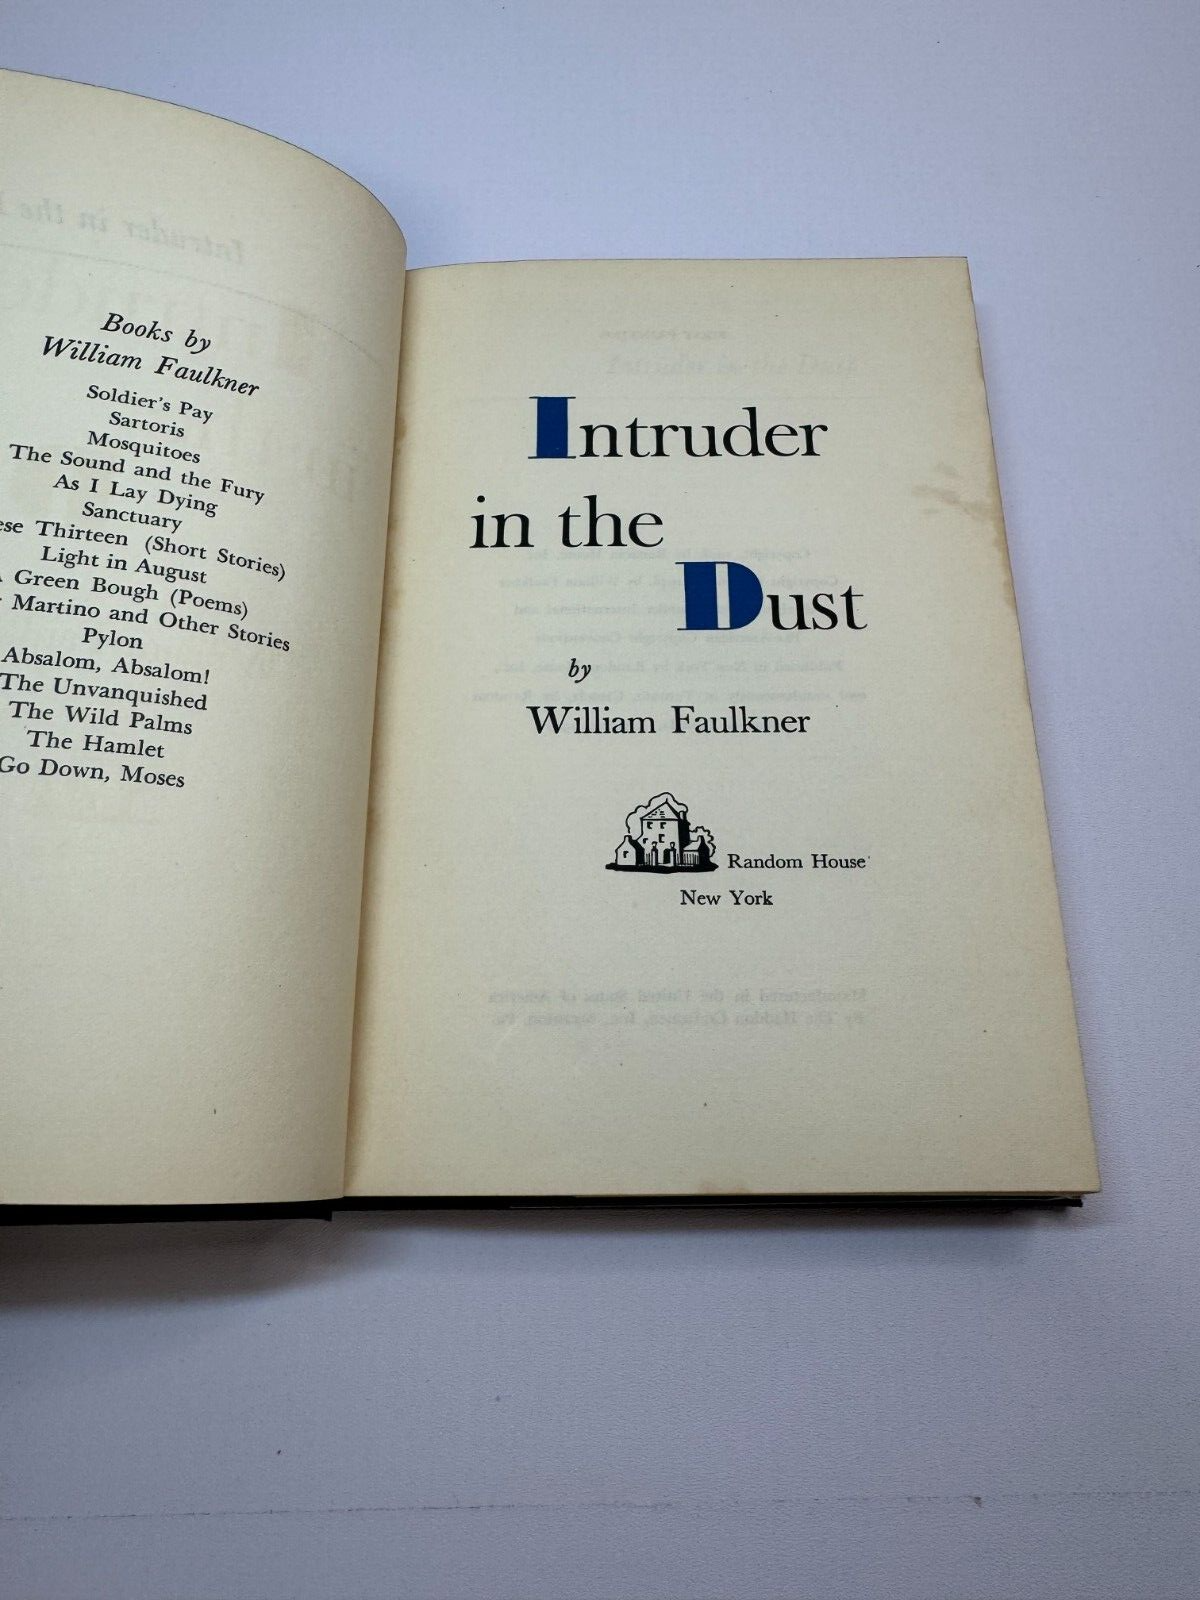 Books by
William Faulkner
Soldier's Pay
Sartoris
Mosquitoes
The Sound and the Fury
As I Lay Dying
Sanctuary
Thirteen (Short Stories)
Light in August
Green Bough (Poems)
Martino and Other Stories
Pylon
Absalom, Absalom!
The Unvanquished
The Wild Palms
The Hamlet
Go Down, Moses
Intruder
in the
Dust
by
William Faulkner
Random House
New York